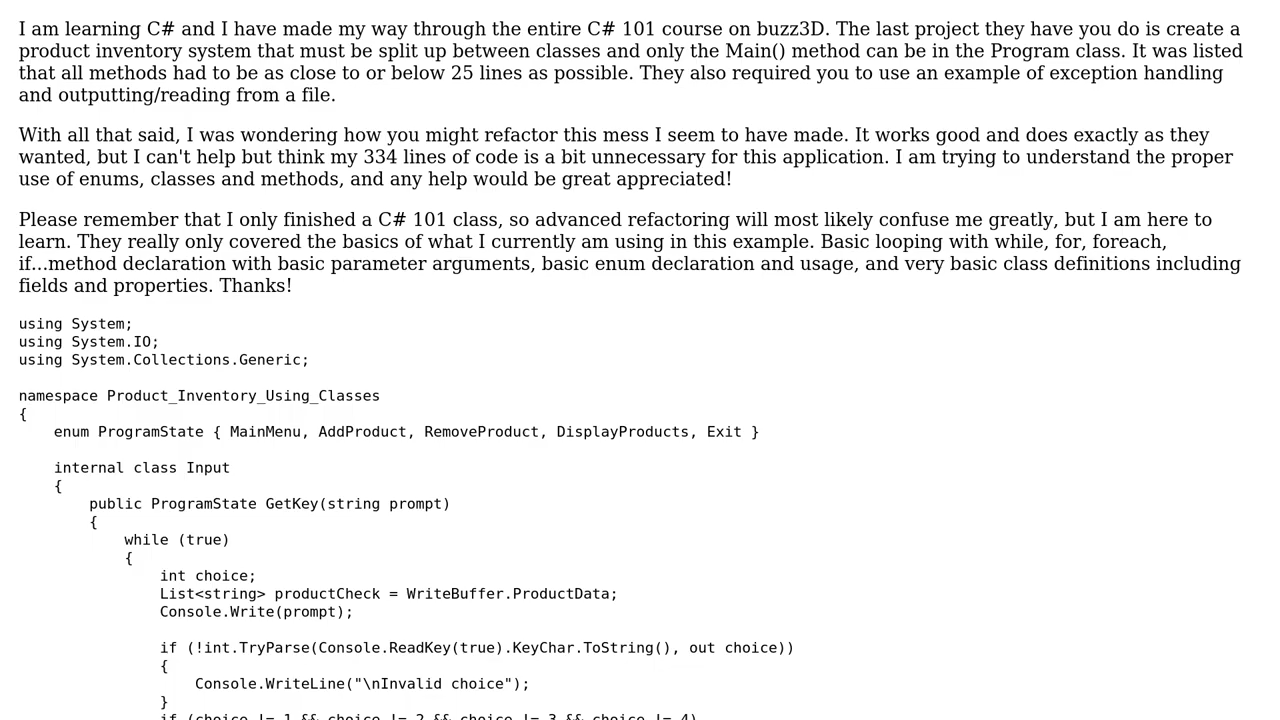 I am learning C# and I have made my way through the entire C# 101 course on buzz3D. The last project they have you do is create a
product inventory system that must be split up between classes and only the Main() method can be in the Program class. It was listed
that all methods had to be as close to or below 25 lines as possible. They also required you to use an example of exception handling
and outputting/reading from a file.
With all that said, I was wondering how you might refactor this mess I seem to have made. It works good and does exactly as they
wanted, but I can't help but think my 334 lines of code is a bit unnecessary for this application. I am trying to understand the proper
use of enums, classes and methods, and any help would be great appreciated!
Please remember that I only finished a C# 101 class, so advanced refactoring will most likely confuse me greatly, but I am here to
learn. They really only covered the basics of what I currently am using in this example. Basic looping with while, for, foreach,
if...method declaration with basic parameter arguments, basic enum declaration and usage, and very basic class definitions including
fields and properties. Thanks!
using System;
using System.IO;
using System.Collections.Generic;
namespace Product_Inventory_Using_Classes
{
    enum ProgramState { MainMenu, AddProduct, RemoveProduct, DisplayProducts, Exit }
    internal class Input
    {
        public ProgramState GetKey(string prompt)
        {
            while (true)
            {
                int choice;
                List<string> productCheck = WriteBuffer.ProductData;
                Console.Write(prompt);
                if (!int.TryParse(Console.ReadKey(true).KeyChar.ToString(), out choice))
                {
                    Console.WriteLine("\nInvalid choice");
                }
                if (choice != 1 && choice != 2 && choice != 3 && choice != 4)